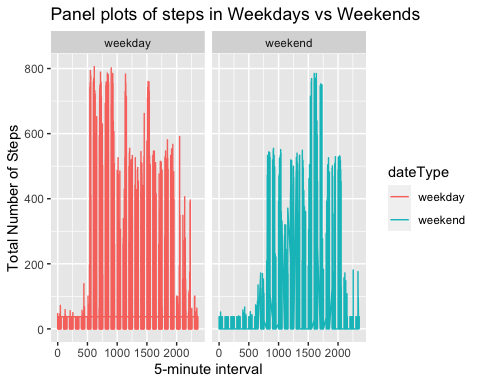 Panel plots of steps in Weekdays vs Weekends
weekday weekend
800
600
400
200
0
Total Number of Steps
0 500 1000 1500 2000 0 500 1000 1500 2000
5-minute interval
dateType
weekday
weekend